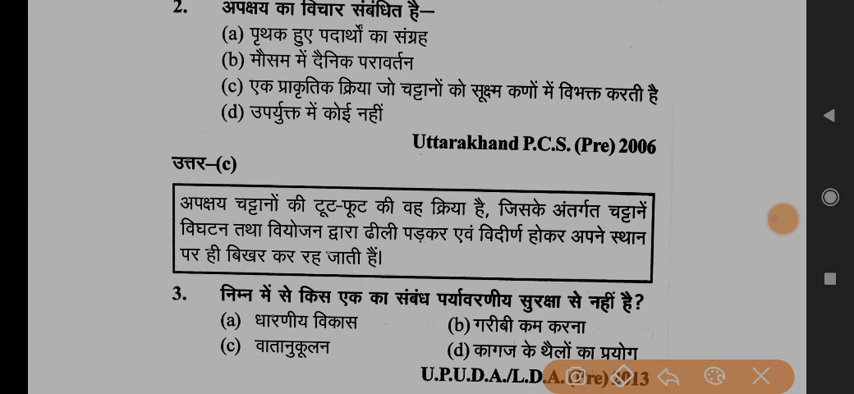 2. अपक्षय का विचार संबंधित है—
(a) पृथक हुए पदार्थों का संग्रह
(b) मौसम में दैनिक परावर्तन
(c) एक प्राकृतिक क्रिया जो चट्टानों को सूक्ष्म कणों में विभक्त करती है
(d) उपर्युक्त में कोई नहीं
Uttarakhand P.C.S. (Pre) 2006
उत्तर–(c)
अपक्षय चट्टानों की टूट-फूट की वह क्रिया है, जिसके अंतर्गत चट्टानें
विघटन तथा वियोजन द्वारा ढीली पड़कर एवं विदीर्ण होकर अपने स्थान
पर ही बिखर कर रह जाती हैं।
3. निम्न में से किस एक का संबंध पर्यावरणीय सुरक्षा से नहीं है?
(a) धारणीय विकास
(b) गरीबी कम करना
(c) वातानुकूलन
(d) कागज के थैलों का प्रयोग
U.P.U.D.A./L.D.A. (Pre) 2013